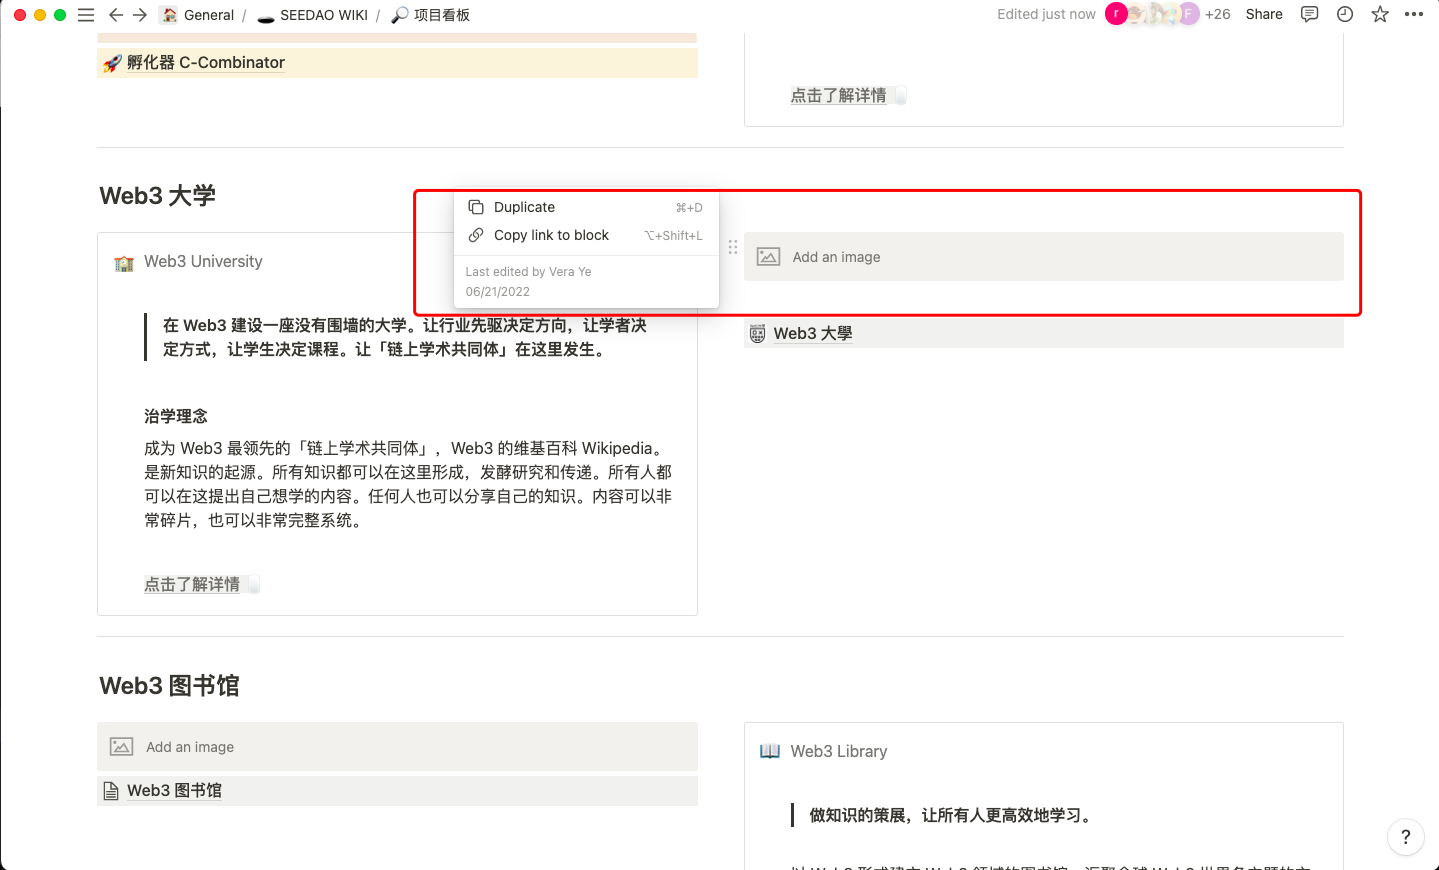 General / SEEDAO WIKI / 项目看板
Edited just now
r
F
+26
Share
孵化器 C-Combinator
点击了解详情
Web3 大学
Duplicate ⌘+D
Copy link to block ⌥+Shift+L
Last edited by Vera Ye
06/21/2022
Web3 University
在 Web3 建设一座没有围墙的大学。让行业先驱决定方向，让学者决
定方式，让学生决定课程。让「链上学术共同体」在这里发生。
治学理念
成为 Web3 最领先的「链上学术共同体」，Web3 的维基百科 Wikipedia。
是新知识的起源。所有知识都可以在这里形成，发酵研究和传递。所有人都
可以在这提出自己想学的内容。任何人也可以分享自己的知识。内容可以非
常碎片，也可以非常完整系统。
点击了解详情
Add an image
Web3 大學
Web3 图书馆
Add an image
Web3 图书馆
Web3 Library
做知识的策展，让所有人更高效地学习。
?